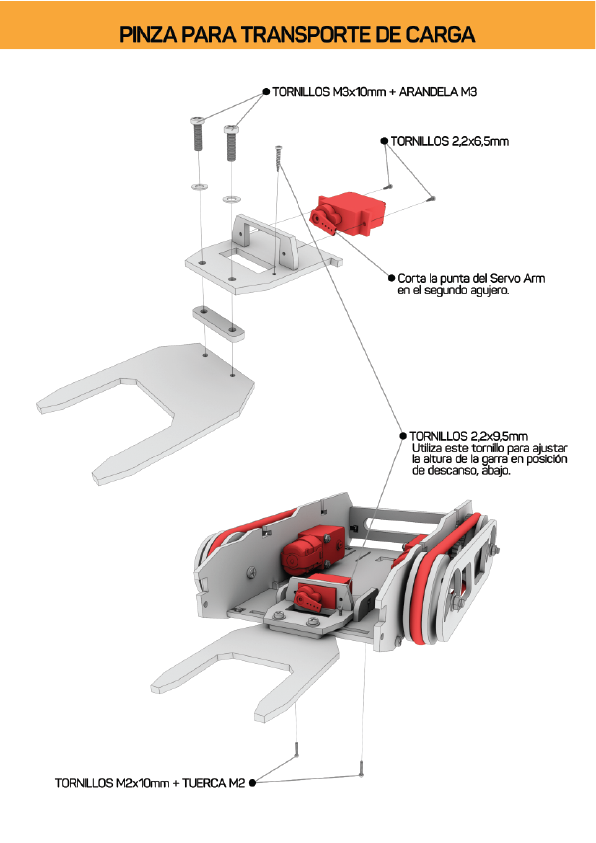 PINZA PARA TRANSPORTE DE CARGA
TORNILLOS M3x10mm + ARANDELA M3
TORNILLOS 2,2x6,5mm
Corta la punta del Servo Arm
en el segundo agujero.
TORNILLOS 2,2x9,5mm
Utiliza este tornillo para ajustar
la altura de la garra en posición
de descanso, abajo.
TORNILLOS M2x10mm + TUERCA M2